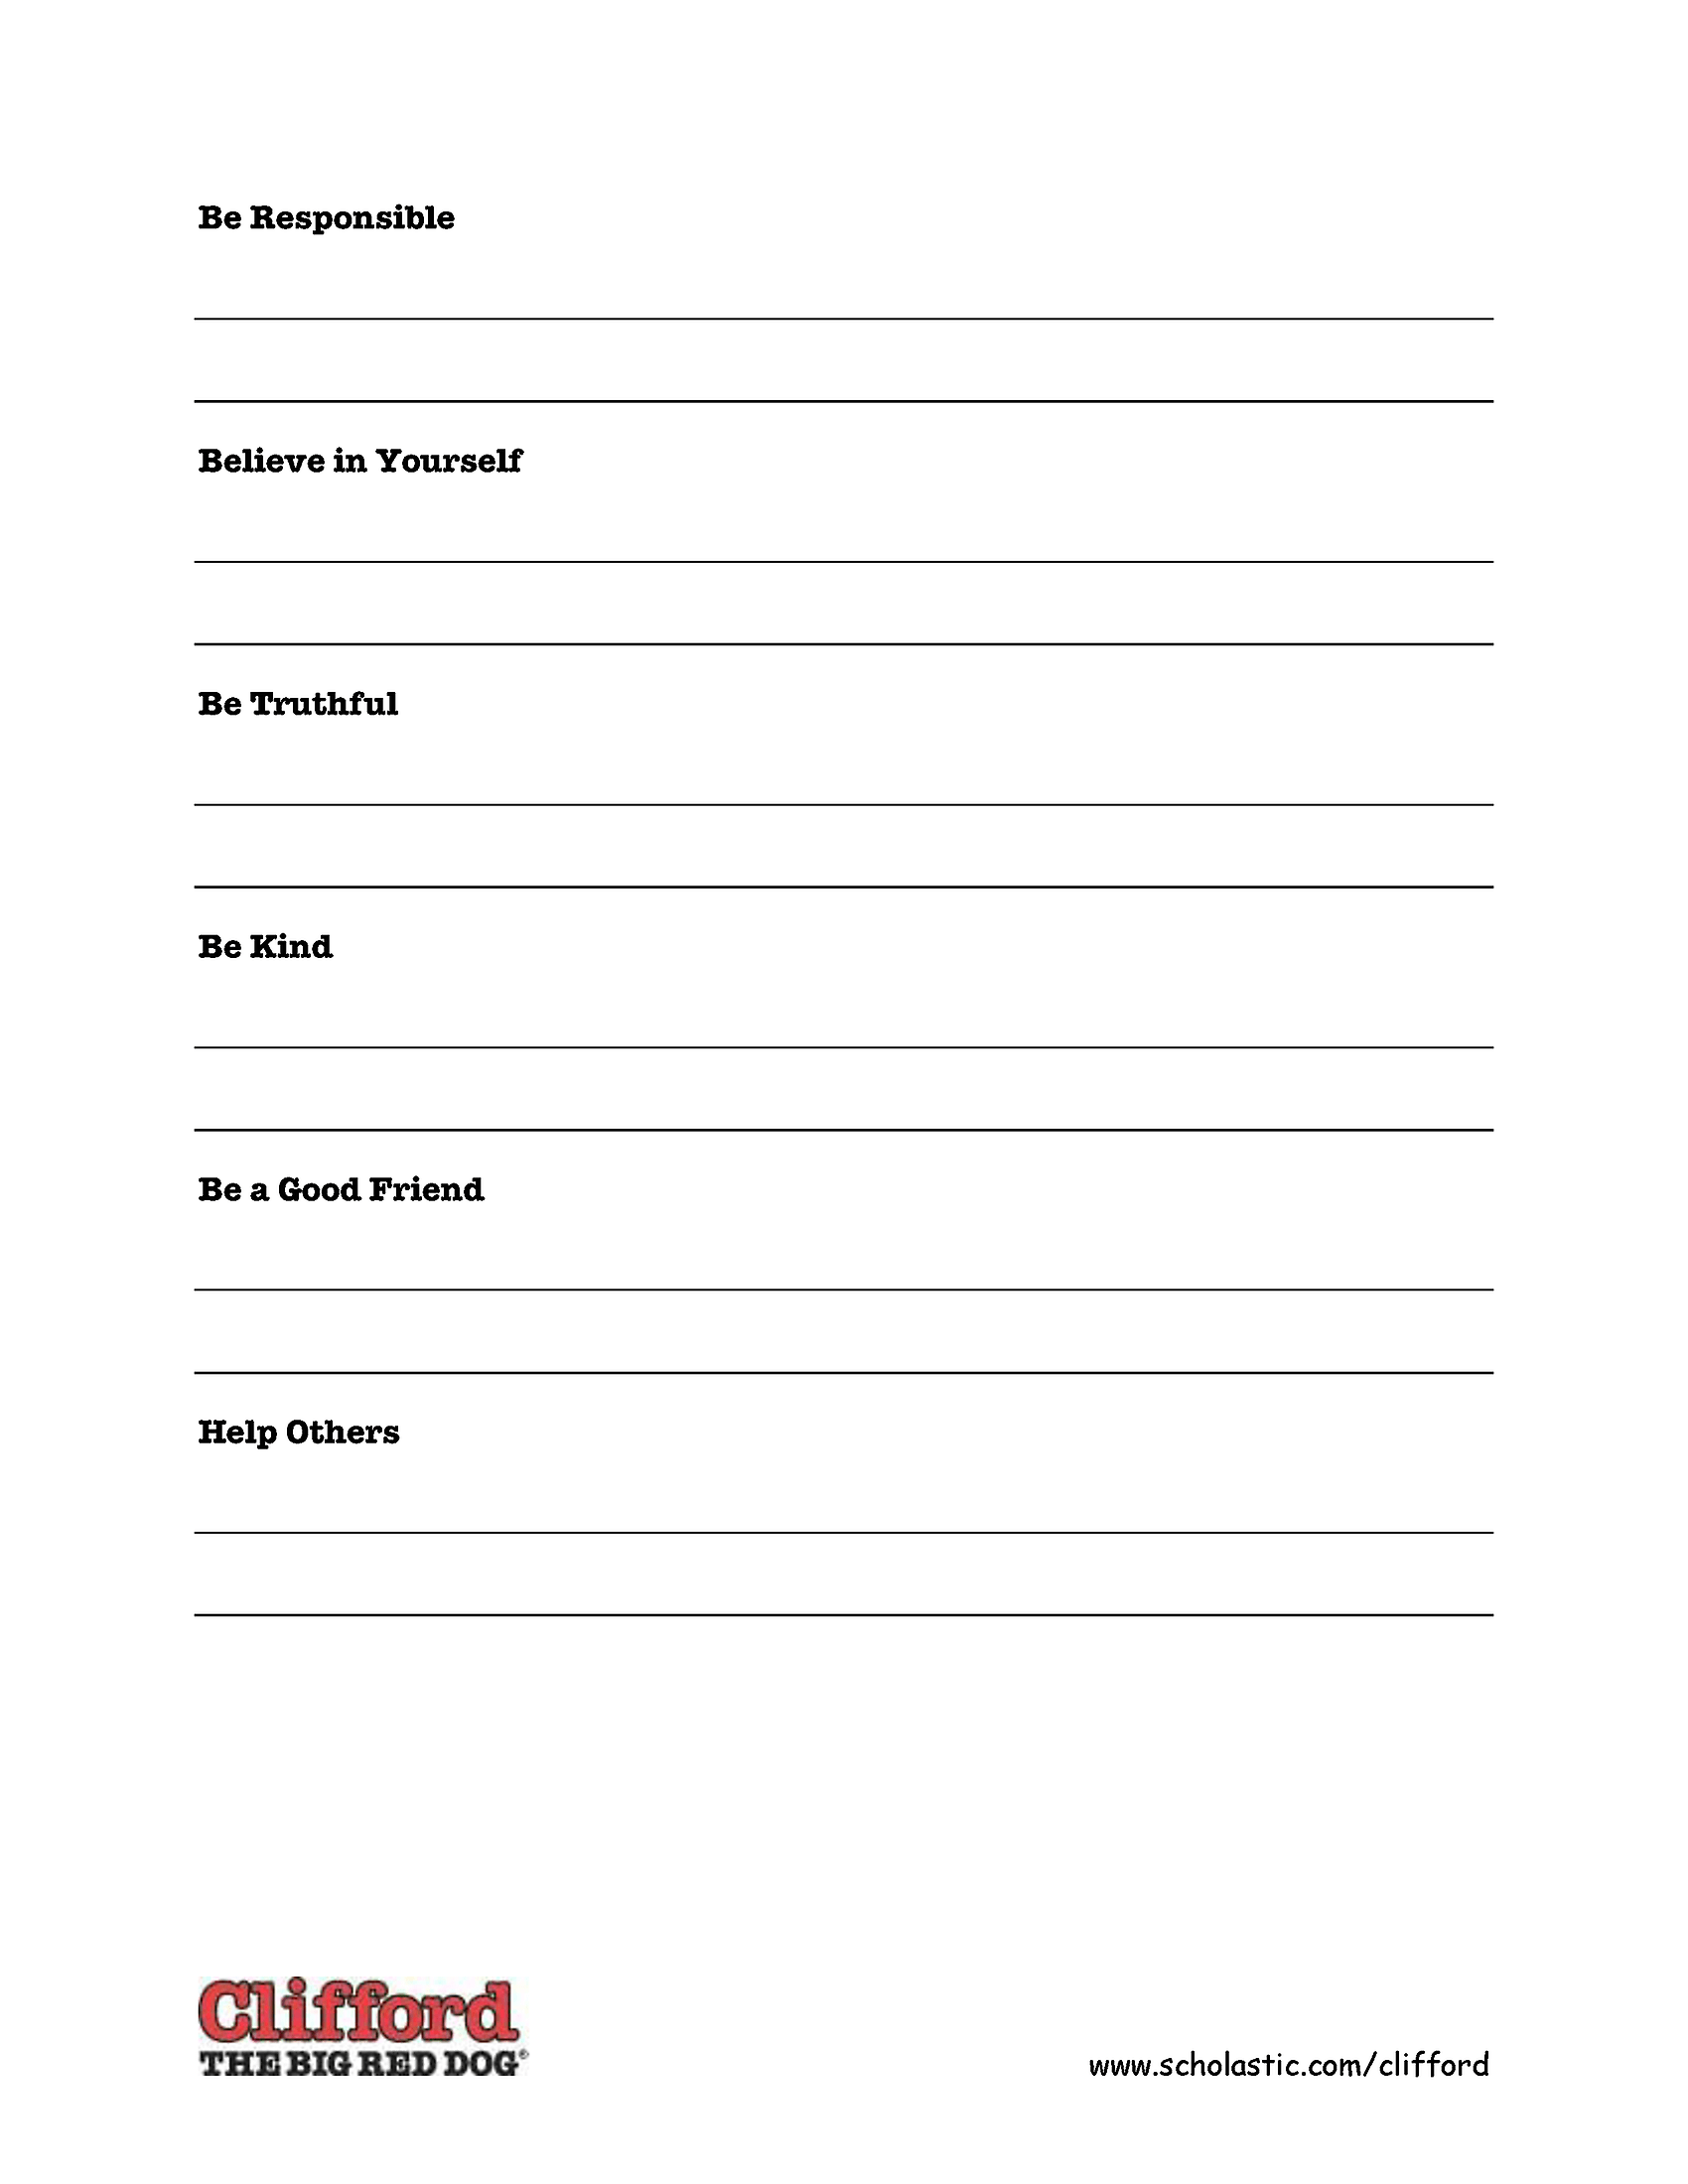 Be Responsible
Believe in Yourself
Be Truthful
Be Kind
Be a Good Friend
Help Others
Clifford
THE BIG RED DOG®
www.scholastic.com/clifford